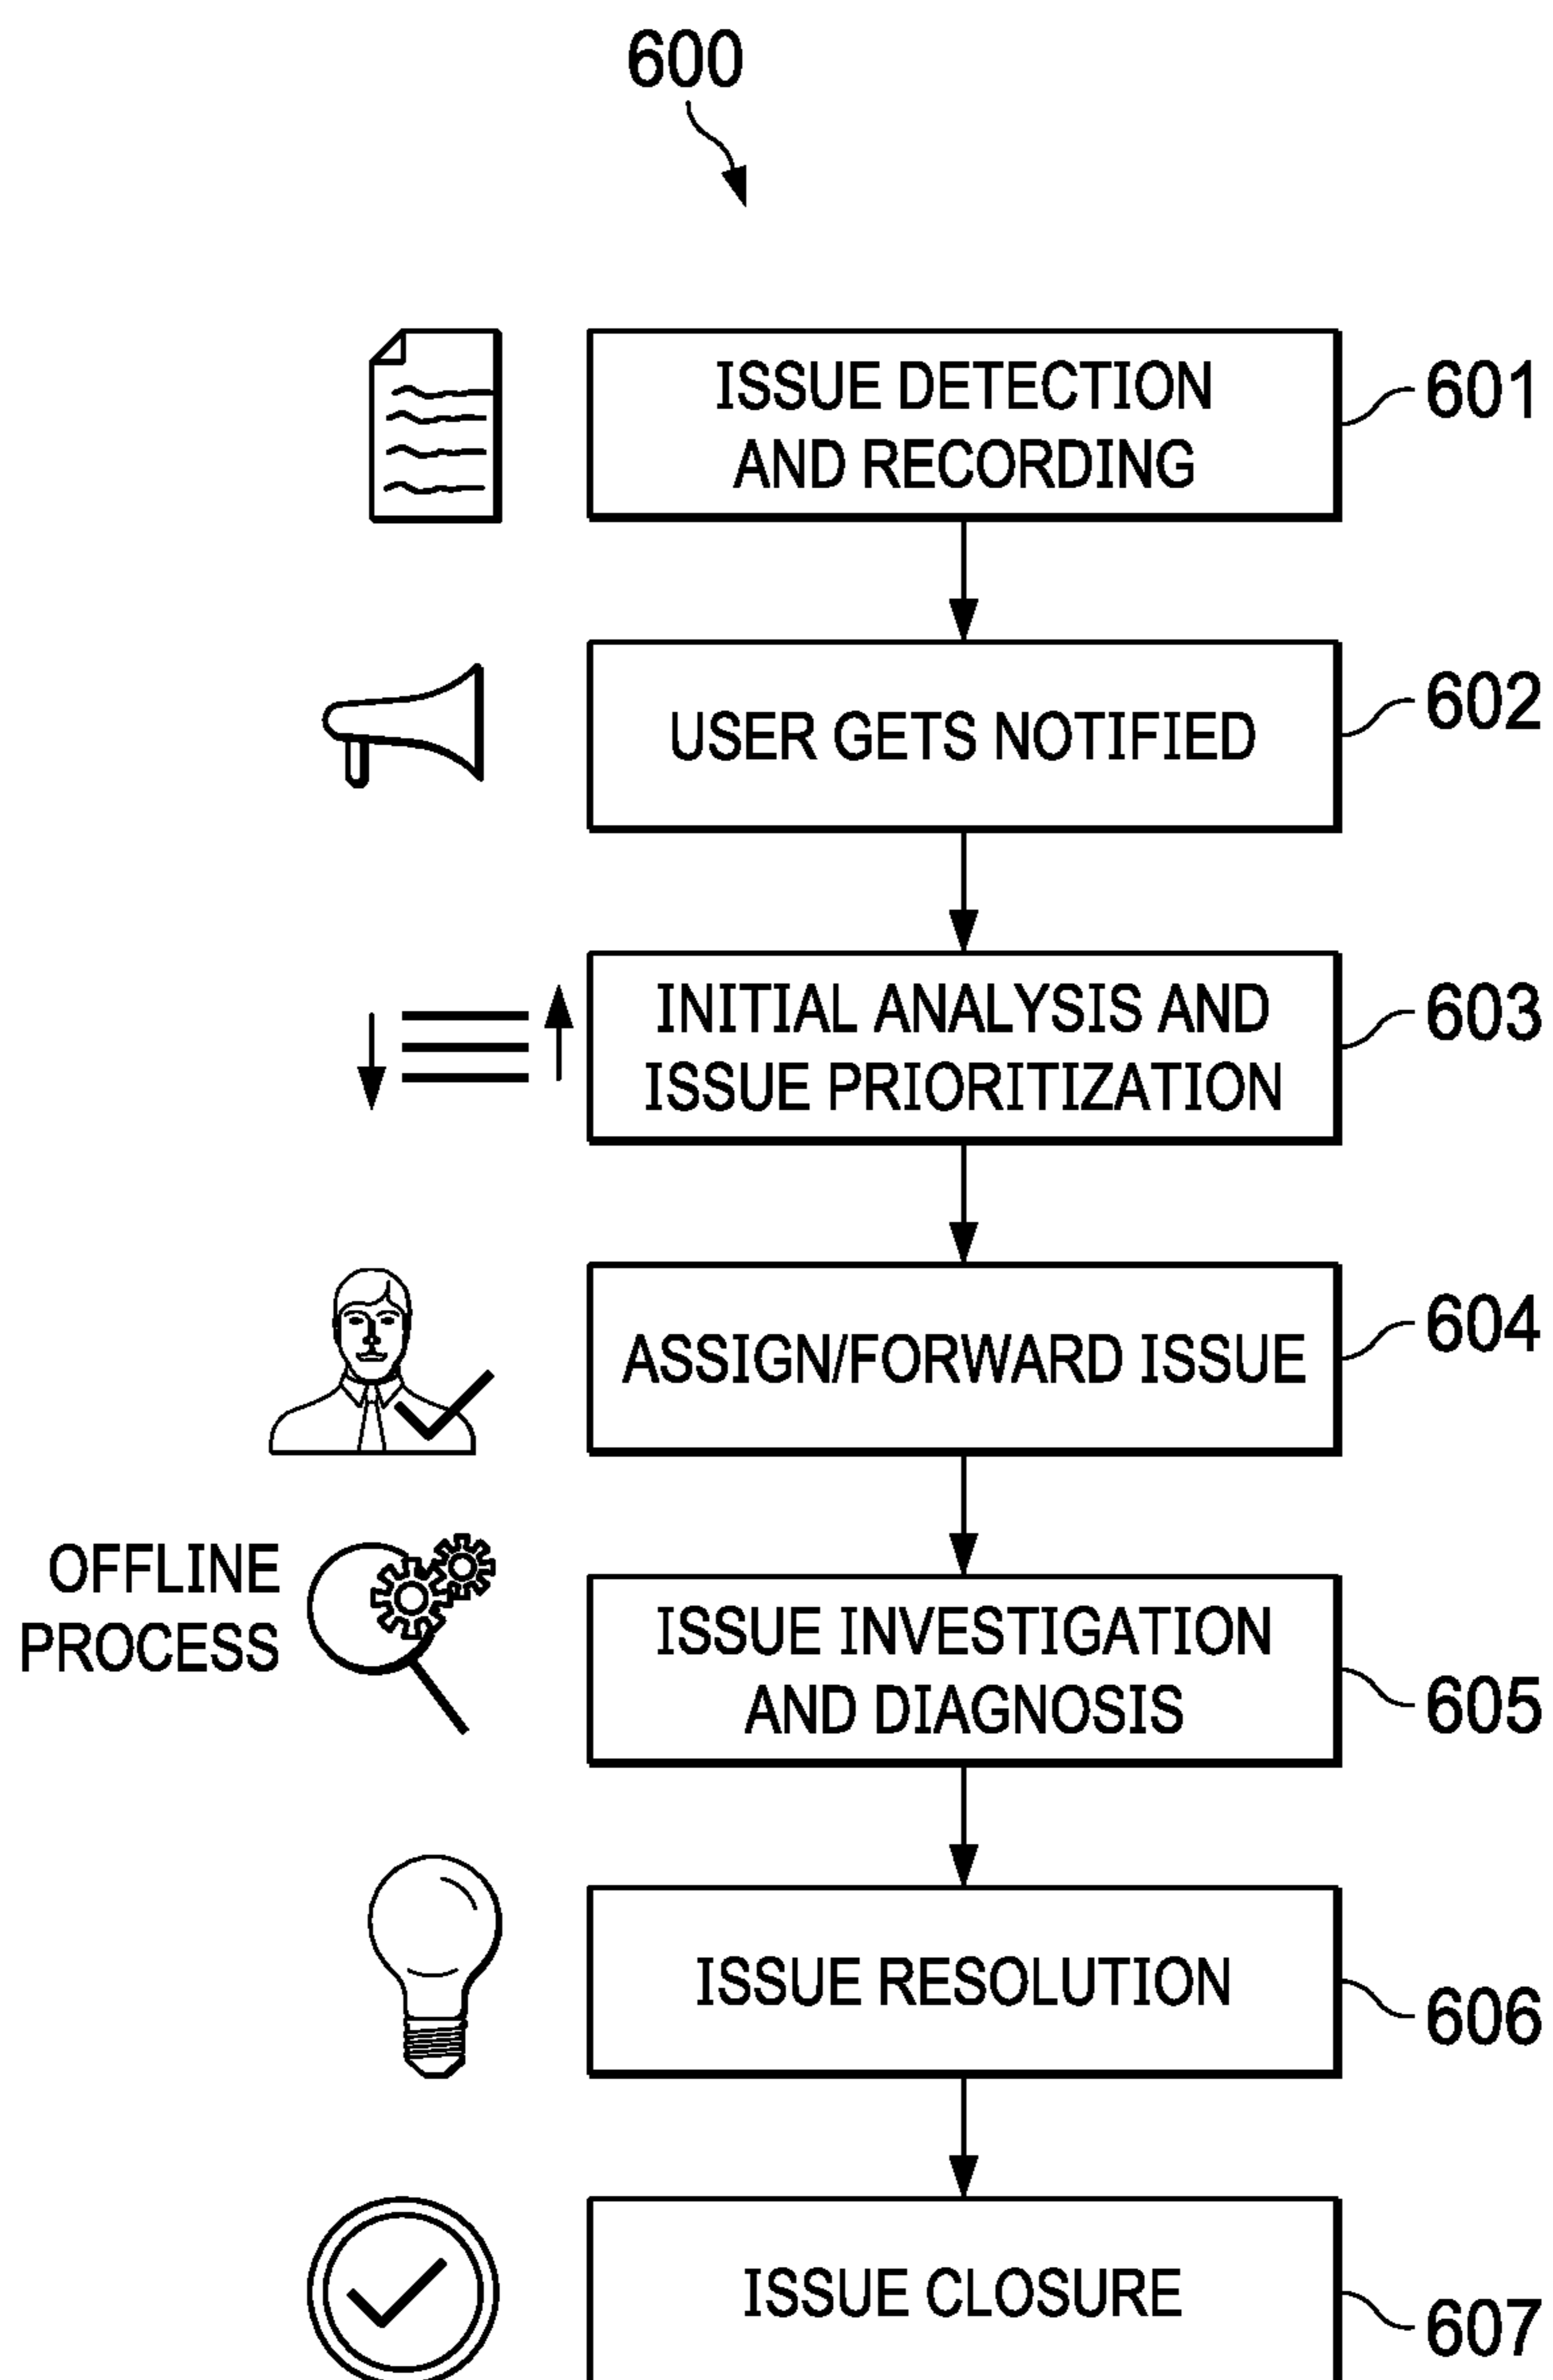 600
ISSUE DETECTION
AND RECORDING
601
USER GETS NOTIFIED
602
INITIAL ANALYSIS AND
ISSUE PRIORITIZATION
603
ASSIGN/FORWARD ISSUE
604
OFFLINE
PROCESS
ISSUE INVESTIGATION
AND DIAGNOSIS
605
ISSUE RESOLUTION
606
ISSUE CLOSURE
607